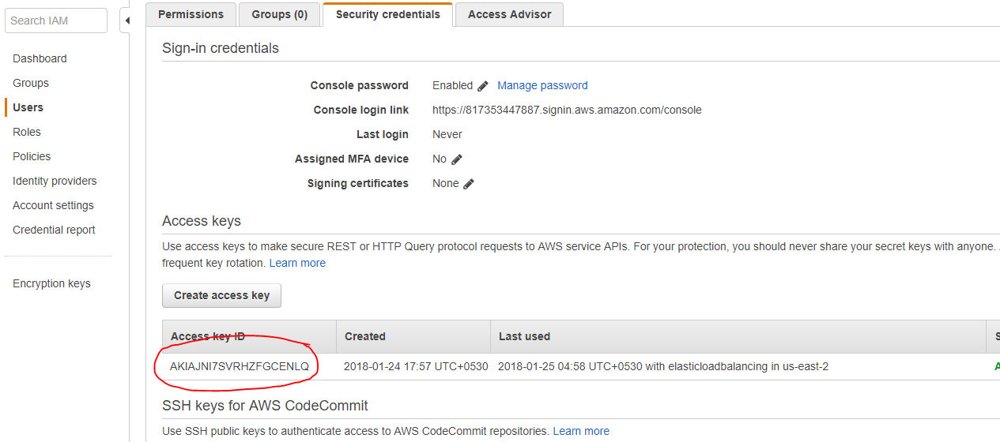 Search IAM
Dashboard
Groups
Users
Roles
Policies
Identity providers
Account settings
Credential report
Encryption keys
Permissions Groups (0) Security credentials Access Advisor
Sign-in credentials
Console password Enabled Manage password
Console login link https://817353447887.signin.aws.amazon.com/console
Last login Never
Assigned MFA device No
Signing certificates None
Access keys
Use access keys to make secure REST or HTTP Query protocol requests to AWS service APIs. For your protection, you should never share your secret keys with anyone.
frequent key rotation. Learn more
Create access key
Access key ID Created Last used
AKIAJNI7SVRHZFGCENLQ 2018-01-24 17:57 UTC+0530 2018-01-25 04:58 UTC+0530 with elasticloadbalancing in us-east-2
SSH keys for AWS CodeCommit
Use SSH public keys to authenticate access to AWS CodeCommit repositories. Learn more